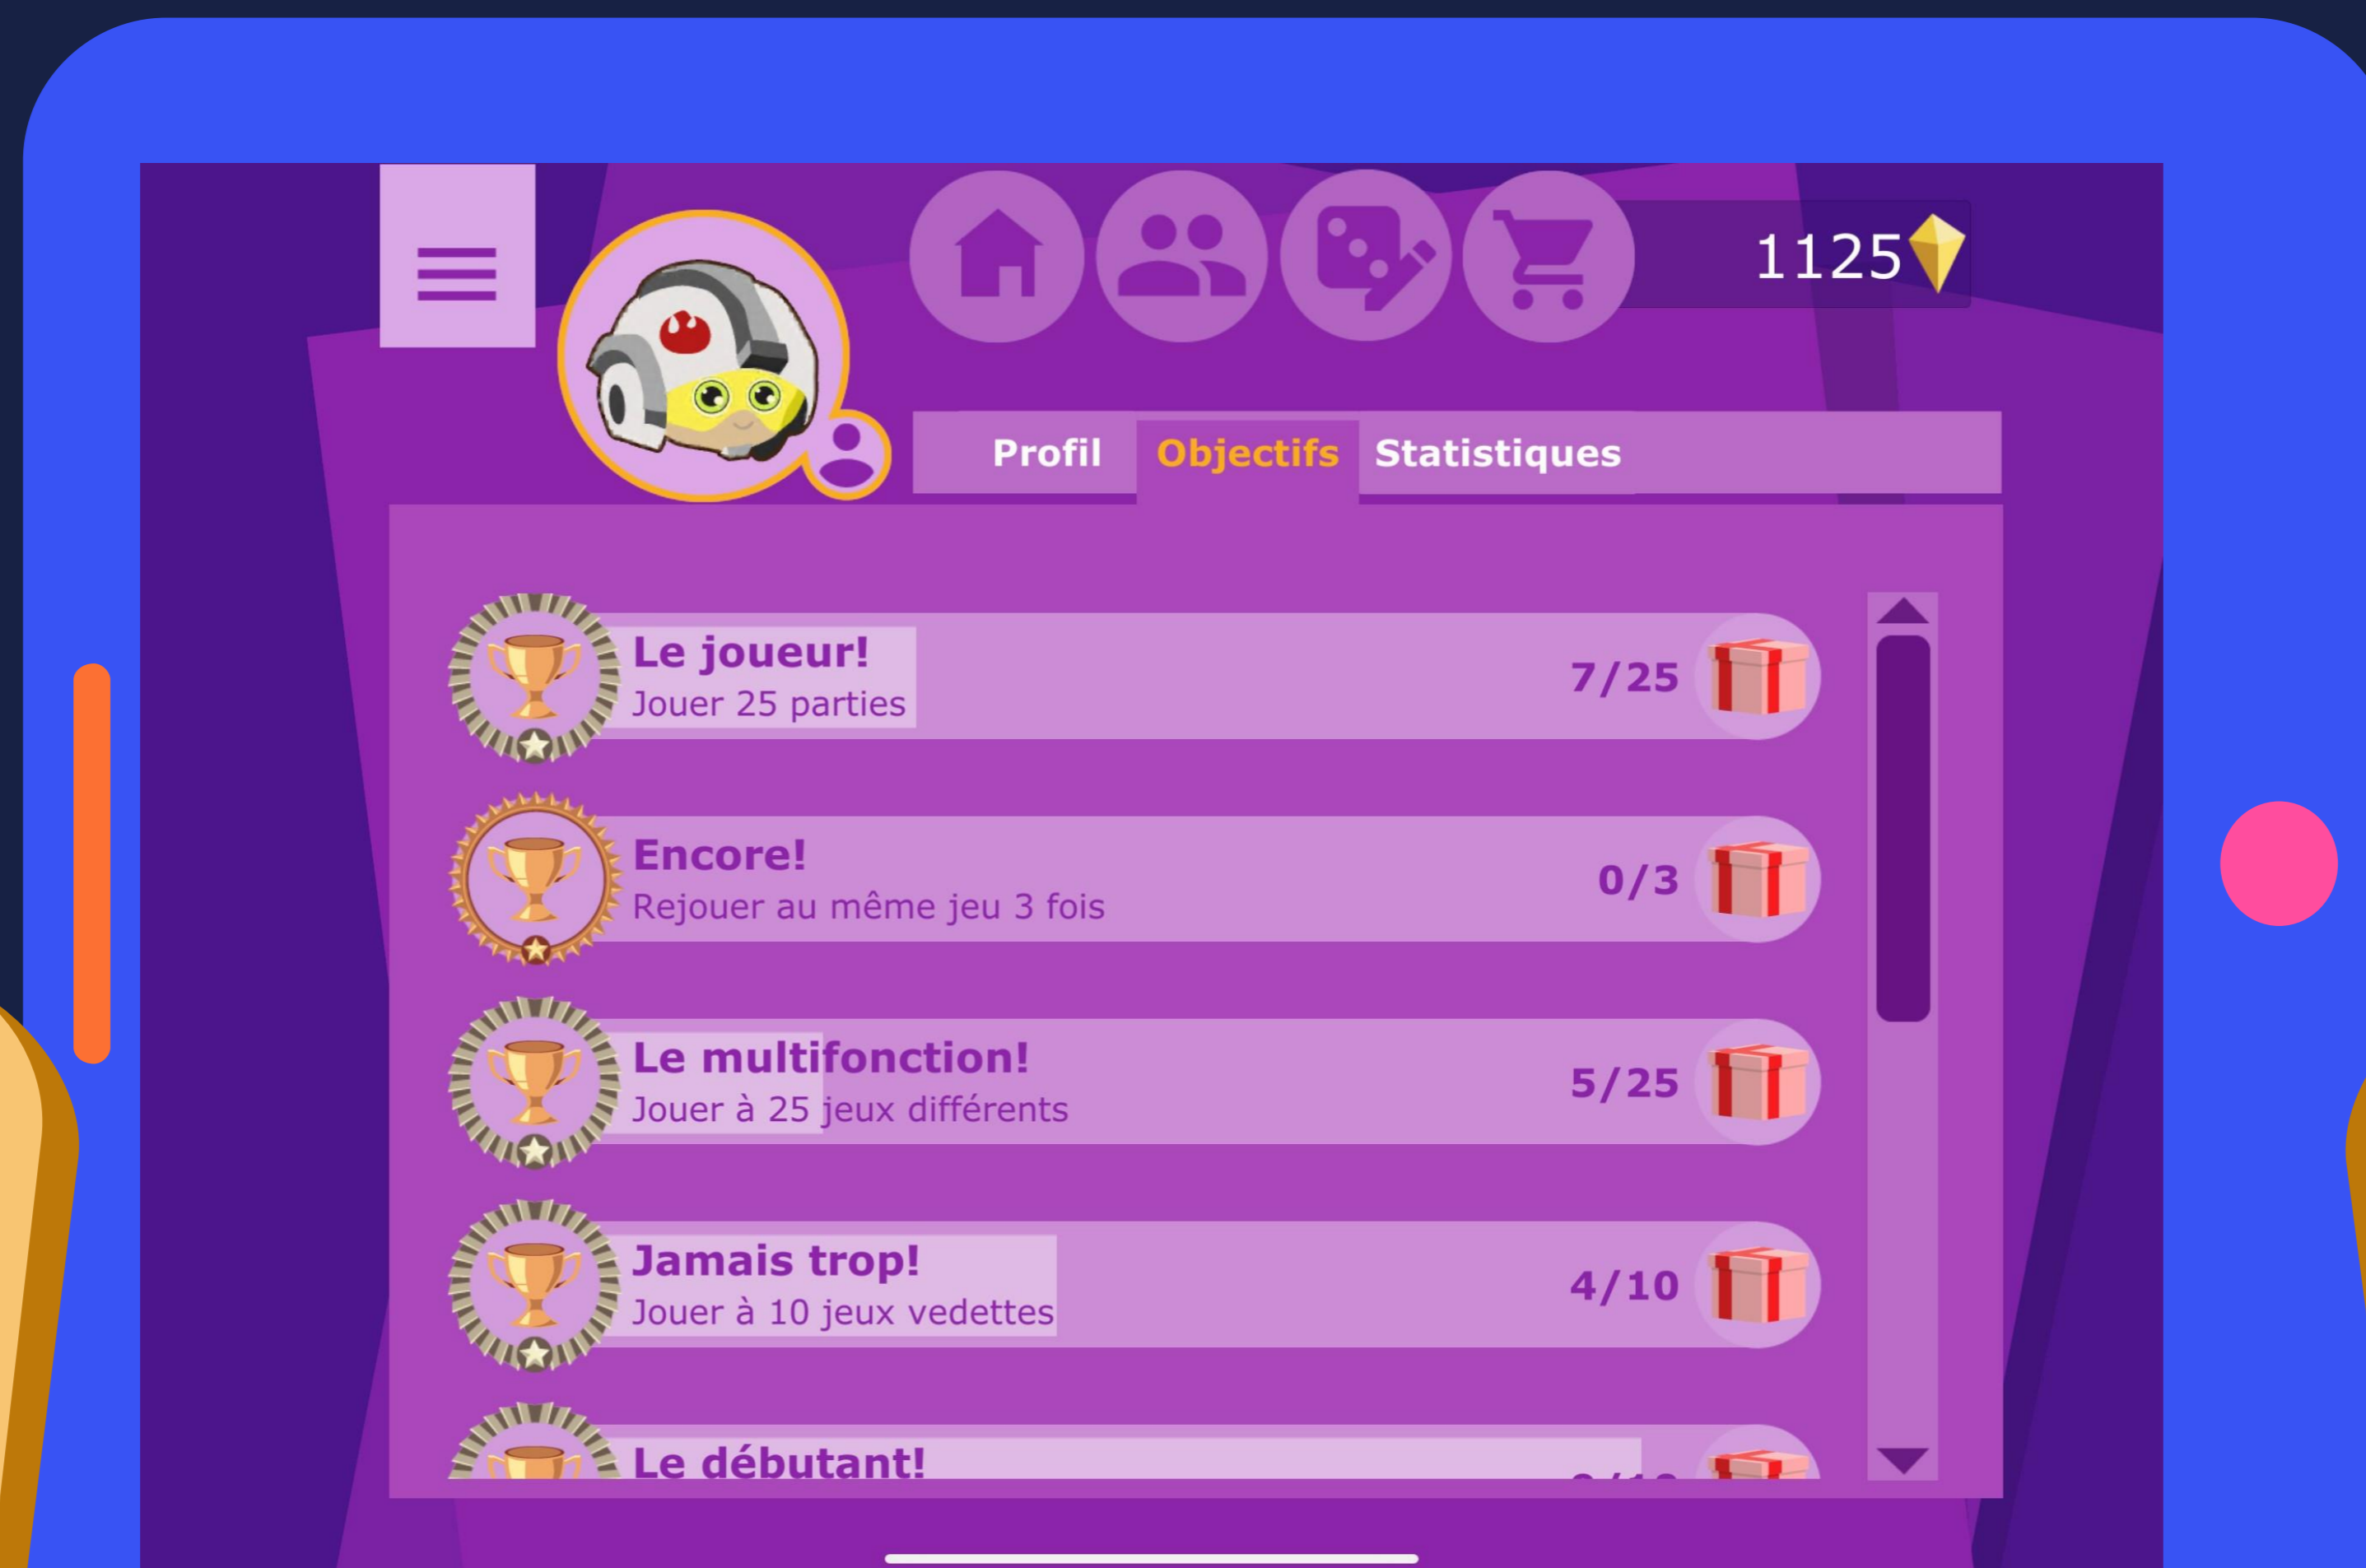 1125
Profil Objectifs Statistiques
Le joueur!
Jouer 25 parties
7/25
Encore!
Rejouer au même jeu 3 fois
0/3
Le multifonction!
Jouer à 25 jeux différents
5/25
Jamais trop!
Jouer à 10 jeux vedettes
4/10
Le débutant!